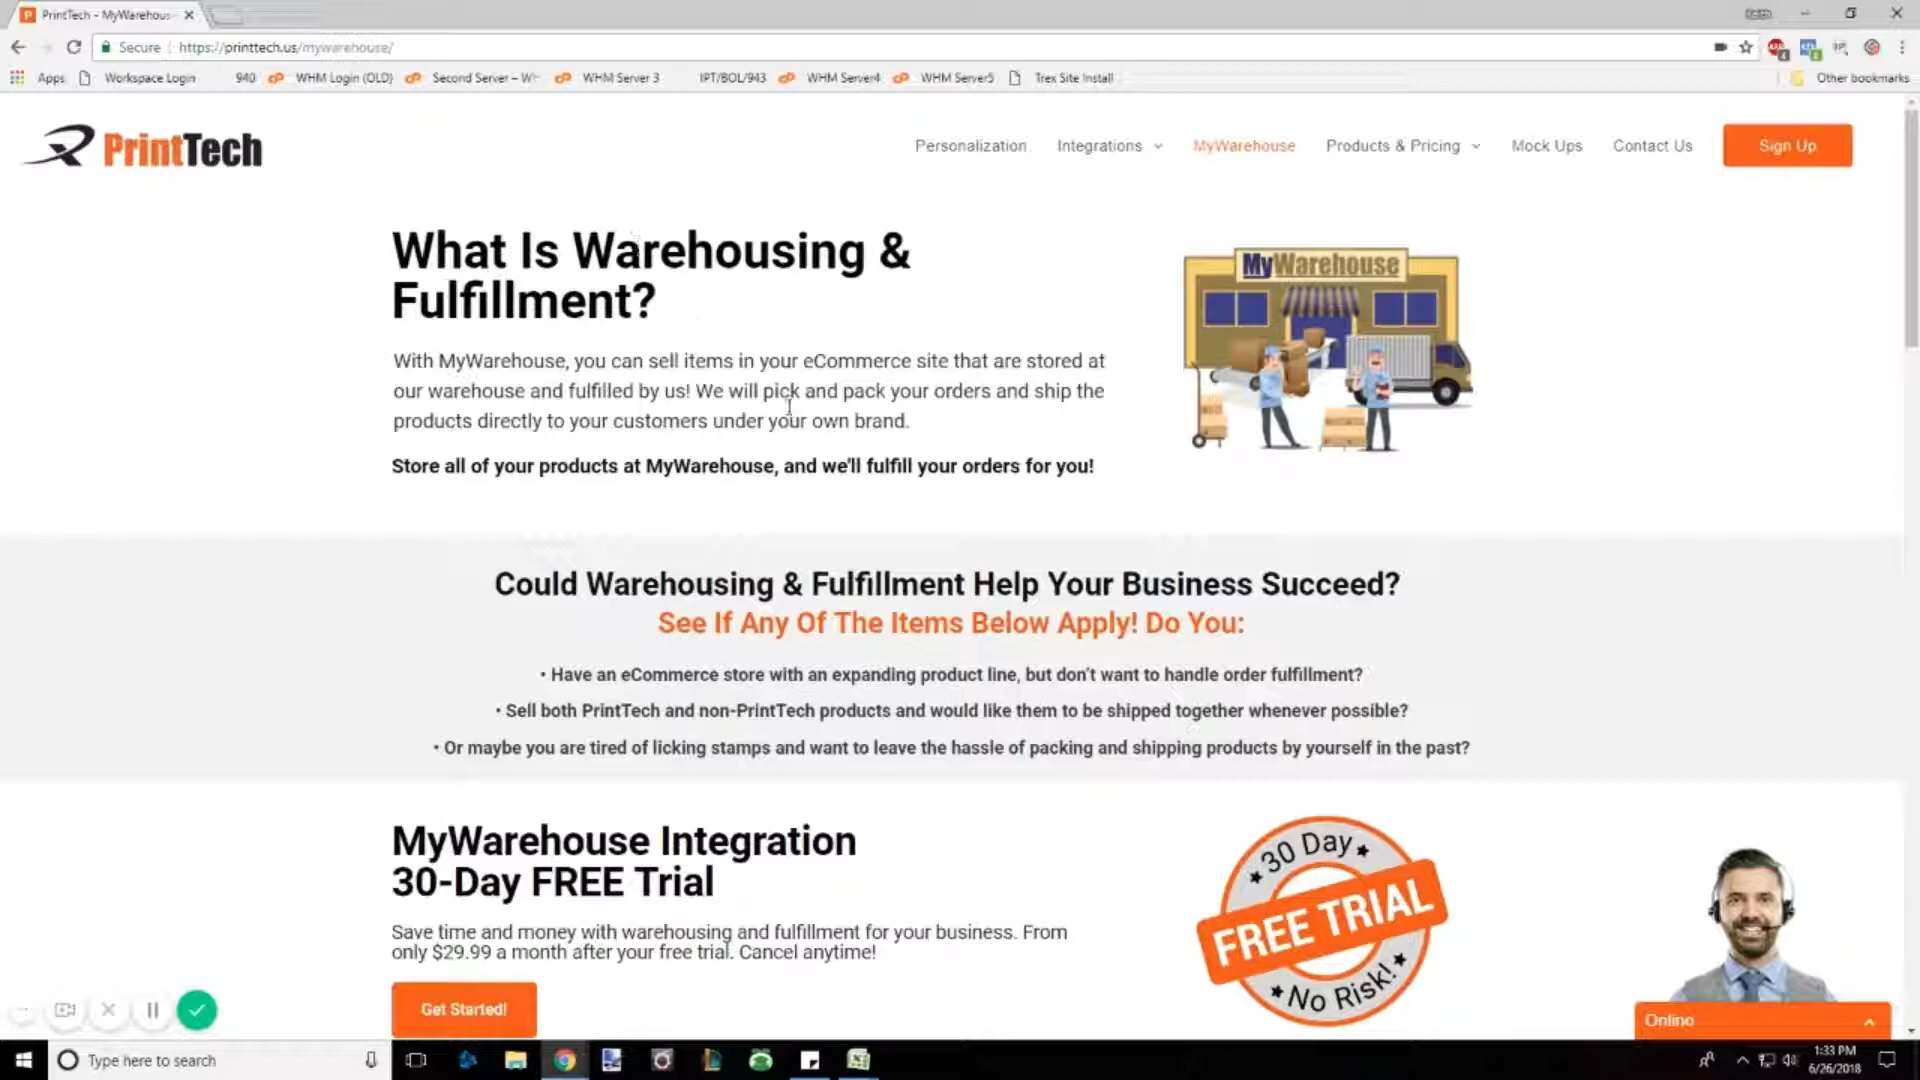 PrintTech - MyWarehous
Secure https://printtech.us/mywarehouse/
Apps Workspace Login 940 WHM Login (OLD) Second Server – WH WHM Server 3 IPT/BOL/943 WHM Server4 WHM Server5 Trex Site Install Other bookmarks
PrintTech
Personalization Integrations MyWarehouse Products & Pricing Mock Ups Contact Us Sign Up
What Is Warehousing &
Fulfillment?
MyWarehouse
With MyWarehouse, you can sell items in your eCommerce site that are stored at
our warehouse and fulfilled by us! We will pick and pack your orders and ship the
products directly to your customers under your own brand.
Store all of your products at MyWarehouse, and we'll fulfill your orders for you!
Could Warehousing & Fulfillment Help Your Business Succeed?
See If Any Of The Items Below Apply! Do You:
• Have an eCommerce store with an expanding product line, but don't want to handle order fulfillment?
• Sell both PrintTech and non-PrintTech products and would like them to be shipped together whenever possible?
• Or maybe you are tired of licking stamps and want to leave the hassle of packing and shipping products by yourself in the past?
MyWarehouse Integration
30-Day FREE Trial
Save time and money with warehousing and fulfillment for your business. From
only $29.99 a month after your free trial. Cancel anytime!
Get Started!
30 Day
FREE TRIAL
No Risk!
Online
Type here to search
1:33 PM
6/26/2018